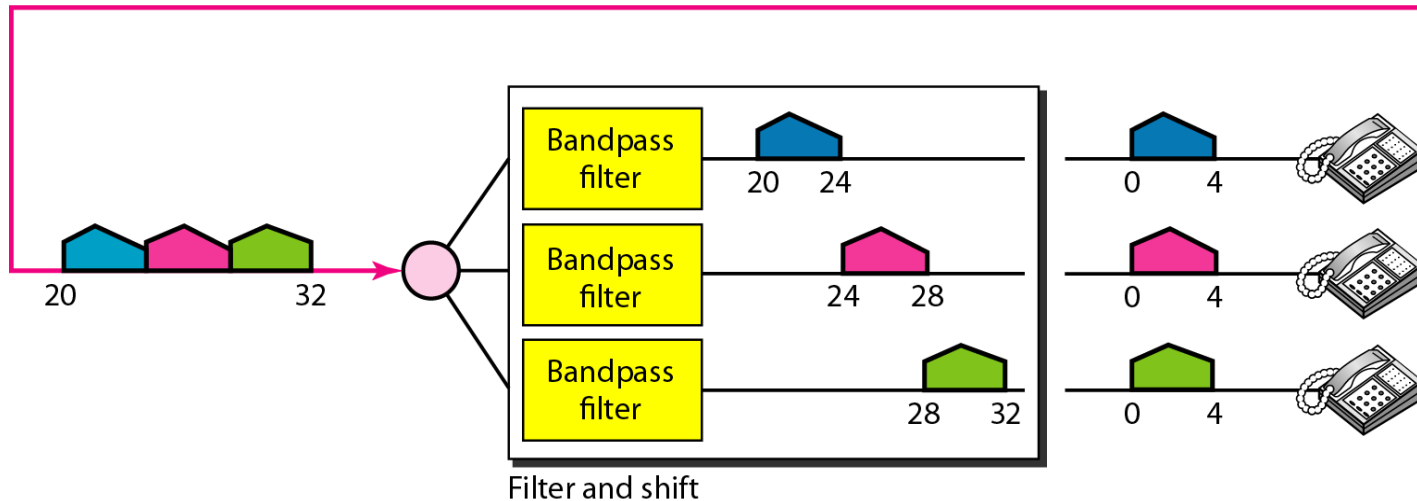 Bandpass
filter
20 24
0 4
Bandpass
filter
20 32
24 28
0 4
Bandpass
filter
28 32
0 4
Filter and shift